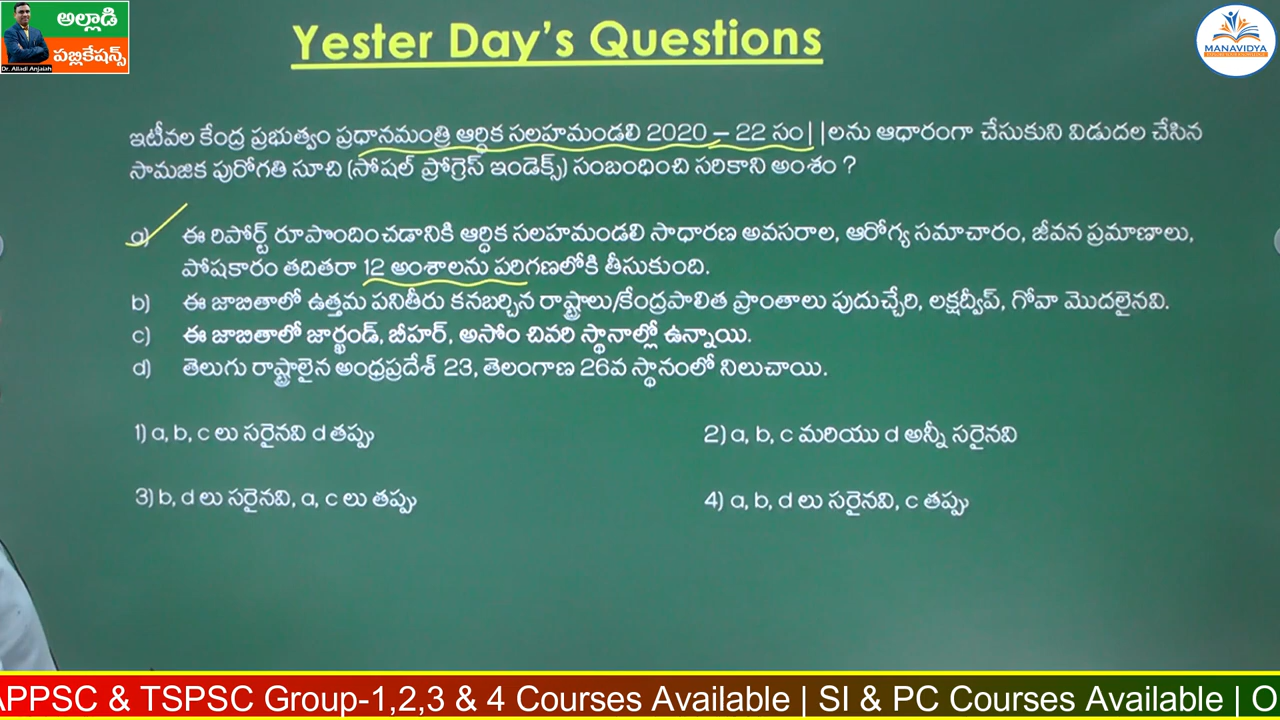 అల్లాడి
పబ్లికేషన్స్
Dr. Alladi Anjaiah
Yester Day's Questions
MANAVIDYA
ఇటీవల కేంద్ర ప్రభుత్వం ప్రధానమంత్రి ఆర్థిక సలహామండలి 2020 – 22 సం||లను ఆధారంగా చేసుకుని విడుదల చేసిన
సామజిక పురోగతి సూచి (సోషల్ ప్రోగ్రెస్ ఇండెక్స్) సంబంధించి సరికాని అంశం ?
a) ఈ రిపోర్ట్ రూపొందించడానికి ఆర్థిక సలహామండలి సాధారణ అవసరాల, ఆరోగ్య సమాచారం, జీవన ప్రమాణాలు,
పోషకారం తదితరా 12 అంశాలను పరిగణలోకి తీసుకుంది.
b) ఈ జాబితాలో ఉత్తమ పనితీరు కనబర్చిన రాష్ట్రాలు/కేంద్రపాలిత ప్రాంతాలు పుదుచ్చేరి, లక్షద్వీప్, గోవా మొదలైనవి.
c) ఈ జాబితాలో జార్ఖండ్, బీహర్, అసోం చివరి స్థానాల్లో ఉన్నాయి.
d) తెలుగు రాష్ట్రాలైన అంధ్రప్రదేశ్ 23, తెలంగాణ 26వ స్థానంలో నిలుచాయి.
1) a, b, c లు సరైనవి d తప్పు
2) a, b, c మరియు d అన్నీ సరైనవి
3) b, d లు సరైనవి, a, c లు తప్పు
4) a, b, d లు సరైనవి, c తప్పు
APPSC & TSPSC Group-1,2,3 & 4 Courses Available | SI & PC Courses Available | O